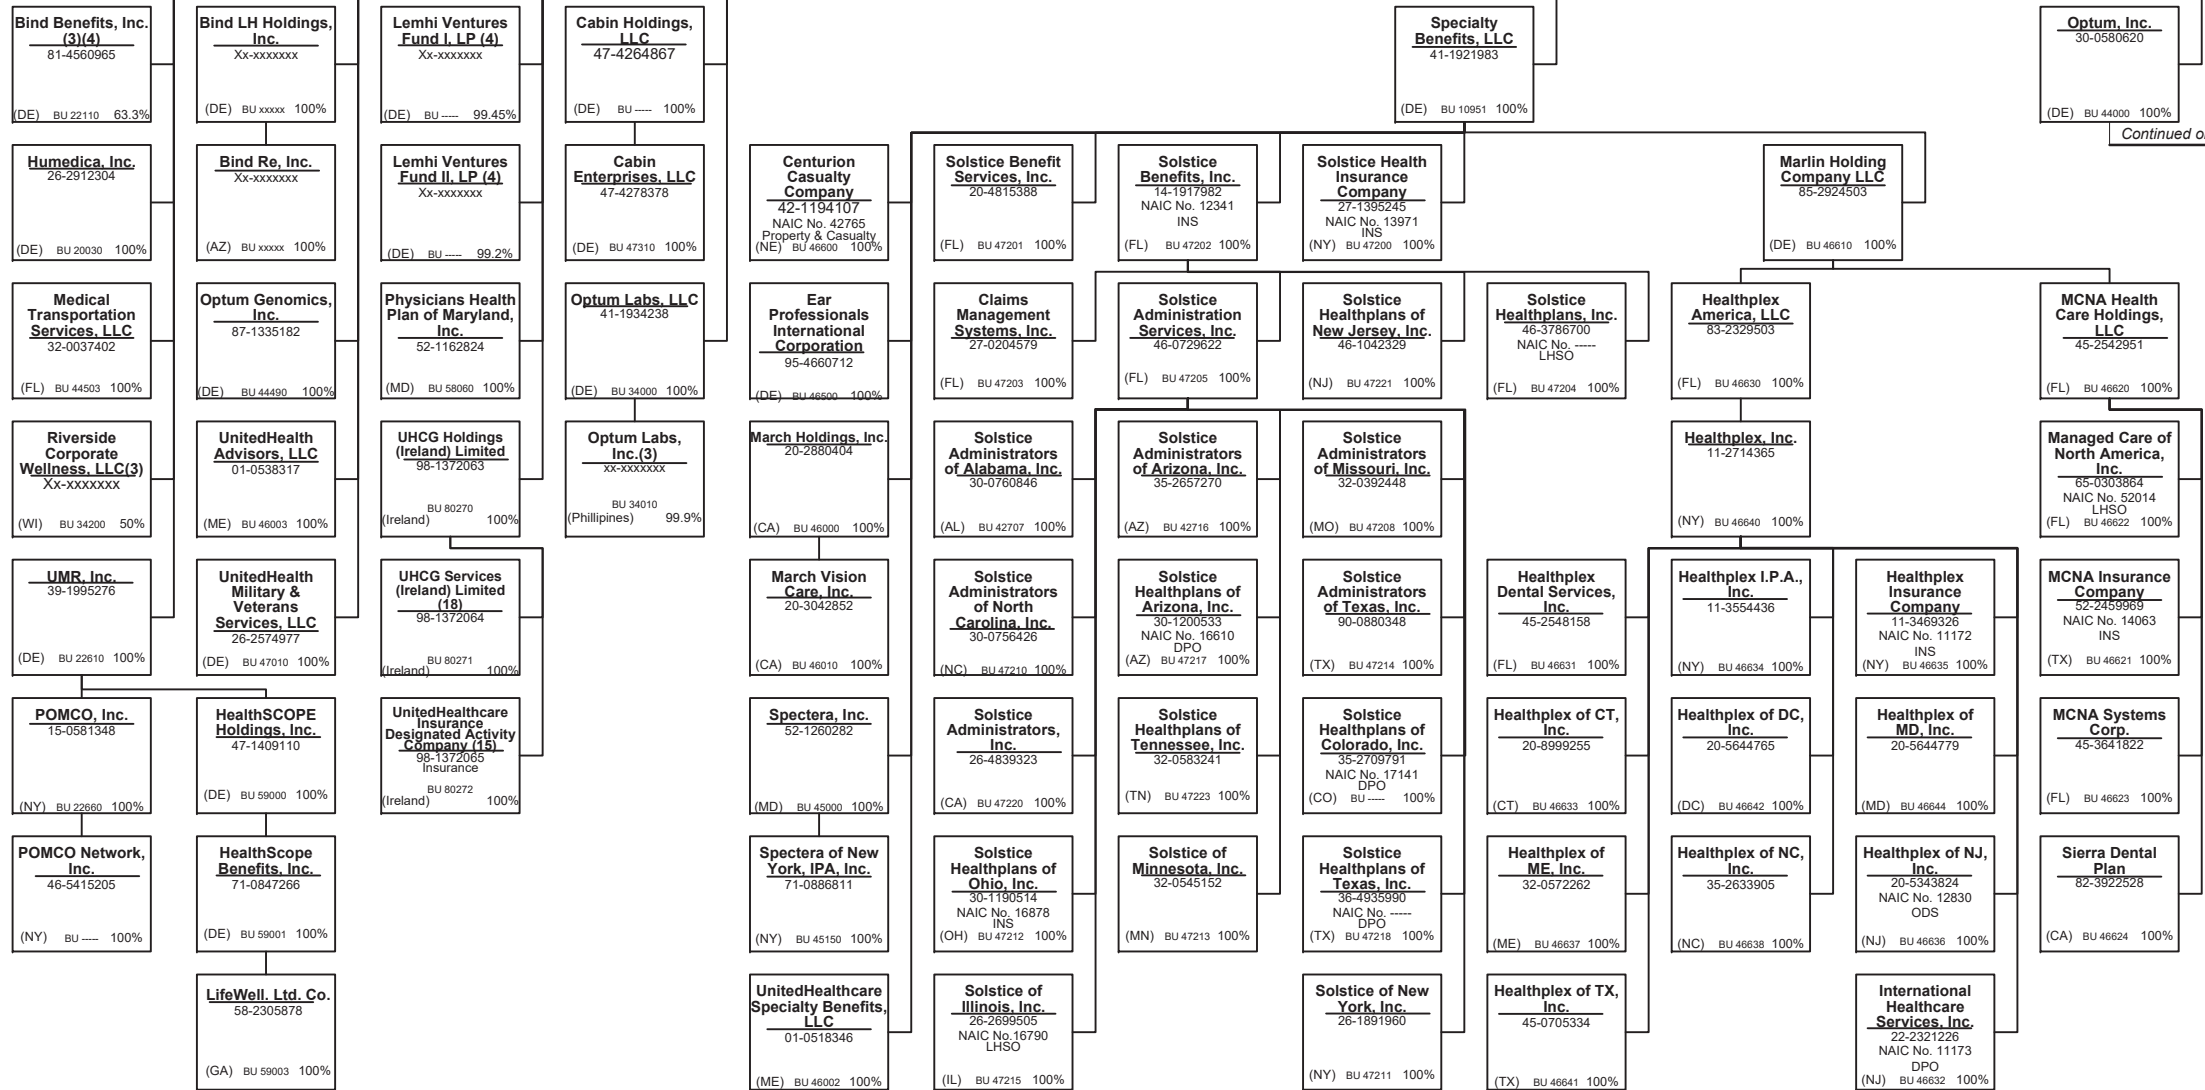 Bind Benefits, Inc.
(3)(4)
81-4560965
(DE) BU 22110 63.3%
Bind LH Holdings,
Inc.
Xx-xxxxxxx
(DE) BU xxxxx 100%
Lemhi Ventures
Fund I, LP (4)
Xx-xxxxxxx
(DE) BU ----- 99.45%
Cabin Holdings,
LLC
47-4264867
(DE) BU ----- 100%
Specialty
Benefits, LLC
41-1921983
(DE) BU 10951 100%
Optum, Inc.
30-0580620
(DE) BU 44000 100%
Continued o
Humedica, Inc.
26-2912304
(DE) BU 20030 100%
Bind Re, Inc.
Xx-xxxxxxx
(AZ) BU xxxxx 100%
Lemhi Ventures
Fund II, LP (4)
Xx-xxxxxxx
(DE) BU ----- 99.2%
Cabin
Enterprises, LLC
47-4278378
(DE) BU 47310 100%
Centurion
Casualty
Company
42-1194107
NAIC No. 42765
Property & Casualty
(NE) BU 46600 100%
Solstice Benefit
Services, Inc.
20-4815388
(FL) BU 47201 100%
Solstice
Benefits, Inc.
14-1917982
NAIC No. 12341
INS
(FL) BU 47202 100%
Solstice Health
Insurance
Company
27-1395245
NAIC No. 13971
INS
(NY) BU 47200 100%
Marlin Holding
Company LLC
85-2924503
(DE) BU 46610 100%
Medical
Transportation
Services, LLC
32-0037402
(FL) BU 44503 100%
Optum Genomics,
Inc.
87-1335182
(DE) BU 44490 100%
Physicians Health
Plan of Maryland,
Inc.
52-1162824
(MD) BU 58060 100%
Optum Labs, LLC
41-1934238
(DE) BU 34000 100%
Ear
Professionals
International
Corporation
95-4660712
(DE) BU 46500 100%
Claims
Management
Systems, Inc.
27-0204579
(FL) BU 47203 100%
Solstice
Administration
Services, Inc.
46-0729622
(FL) BU 47205 100%
Solstice
Healthplans of
New Jersey, Inc.
46-1042329
(NJ) BU 47221 100%
Solstice
Healthplans, Inc.
46-3786700
NAIC No. -----
LHSO
(FL) BU 47204 100%
Healthplex
America, LLC
83-2329503
(FL) BU 46630 100%
MCNA Health
Care Holdings,
LLC
45-2542951
(FL) BU 46620 100%
Riverside
Corporate
Wellness, LLC(3)
Xx-xxxxxxx
(WI) BU 34200 50%
UnitedHealth
Advisors, LLC
01-0538317
(ME) BU 46003 100%
UHCG Holdings
(Ireland) Limited
98-1372063
BU 80270
(Ireland) 100%
Optum Labs,
Inc.(3)
xx-xxxxxxx
BU 34010
(Phillipines) 99.9%
March Holdings, Inc.
20-2880404
(CA) BU 46000 100%
Solstice
Administrators
of Alabama, Inc.
30-0760846
(AL) BU 42707 100%
Solstice
Administrators
of Arizona, Inc.
35-2657270
(AZ) BU 42716 100%
Solstice
Administrators
of Missouri, Inc.
32-0392448
(MO) BU 47208 100%
Healthplex, Inc.
11-2714365
(NY) BU 46640 100%
Managed Care of
North America,
Inc.
65-0303864
NAIC No. 52014
LHSO
(FL) BU 46622 100%
UMR, Inc.
39-1995276
(DE) BU 22610 100%
UnitedHealth
Military &
Veterans
Services, LLC
26-2574977
(DE) BU 47010 100%
UHCG Services
(Ireland) Limited
(18)
98-1372064
BU 80271
(Ireland) 100%
March Vision
Care, Inc.
20-3042852
(CA) BU 46010 100%
Solstice
Administrators
of North
Carolina, Inc.
30-0756426
(NC) BU 47210 100%
Solstice
Healthplans of
Arizona, Inc.
30-1200533
NAIC No. 16610
DPO
(AZ) BU 47217 100%
Solstice
Administrators
of Texas, Inc.
90-0880348
(TX) BU 47214 100%
Healthplex
Dental Services,
Inc.
45-2548158
(FL) BU 46631 100%
Healthplex I.P.A.,
Inc.
11-3554436
(NY) BU 46634 100%
Healthplex
Insurance
Company
11-3469326
NAIC No. 11172
INS
(NY) BU 46635 100%
MCNA Insurance
Company
52-2459969
NAIC No. 14063
INS
(TX) BU 46621 100%
POMCO, Inc.
15-0581348
(NY) BU 22660 100%
HealthSCOPE
Holdings, Inc.
47-1409110
(DE) BU 59000 100%
UnitedHealthcare
Insurance
Designated Activity
Company (15)
98-1372065
Insurance
BU 80272
(Ireland) 100%
Spectera, Inc.
52-1260282
(MD) BU 45000 100%
Solstice
Administrators,
Inc.
26-4839323
(CA) BU 47220 100%
Solstice
Healthplans of
Tennessee, Inc.
32-0583241
(TN) BU 47223 100%
Solstice
Healthplans of
Colorado, Inc.
35-2709791
NAIC No. 17141
DPO
(CO) BU ----- 100%
Healthplex of CT,
Inc.
20-8999255
(CT) BU 46633 100%
Healthplex of DC,
Inc.
20-5644765
(DC) BU 46642 100%
Healthplex of
MD, Inc.
20-5644779
(MD) BU 46644 100%
MCNA Systems
Corp.
45-3641822
(FL) BU 46623 100%
POMCO Network,
Inc.
46-5415205
(NY) BU ----- 100%
HealthScope
Benefits, Inc.
71-0847266
(DE) BU 59001 100%
Spectera of New
York, IPA, Inc.
71-0886811
(NY) BU 45150 100%
Solstice
Healthplans of
Ohio, Inc.
30-1190514
NAIC No. 16878
INS
(OH) BU 47212 100%
Solstice of
Minnesota, Inc.
32-0545152
(MN) BU 47213 100%
Solstice
Healthplans of
Texas, Inc.
36-4935990
NAIC No. -----
DPO
(TX) BU 47218 100%
Healthplex of
ME, Inc.
32-0572262
(ME) BU 46637 100%
Healthplex of NC,
Inc.
35-2633905
(NC) BU 46638 100%
Healthplex of NJ,
Inc.
20-5343824
NAIC No. 12830
ODS
(NJ) BU 46636 100%
Sierra Dental
Plan
82-3922528
(CA) BU 46624 100%
LifeWell. Ltd. Co.
58-2305878
(GA) BU 59003 100%
UnitedHealthcare
Specialty Benefits,
LLC
01-0518346
(ME) BU 46002 100%
Solstice of
Illinois, Inc.
26-2699505
NAIC No.16790
LHSO
(IL) BU 47215 100%
Solstice of New
York, Inc.
26-1891960
(NY) BU 47211 100%
Healthplex of TX,
Inc.
45-0705334
(TX) BU 46641 100%
International
Healthcare
Services, Inc.
22-2321226
NAIC No. 11173
DPO
(NJ) BU 46632 100%